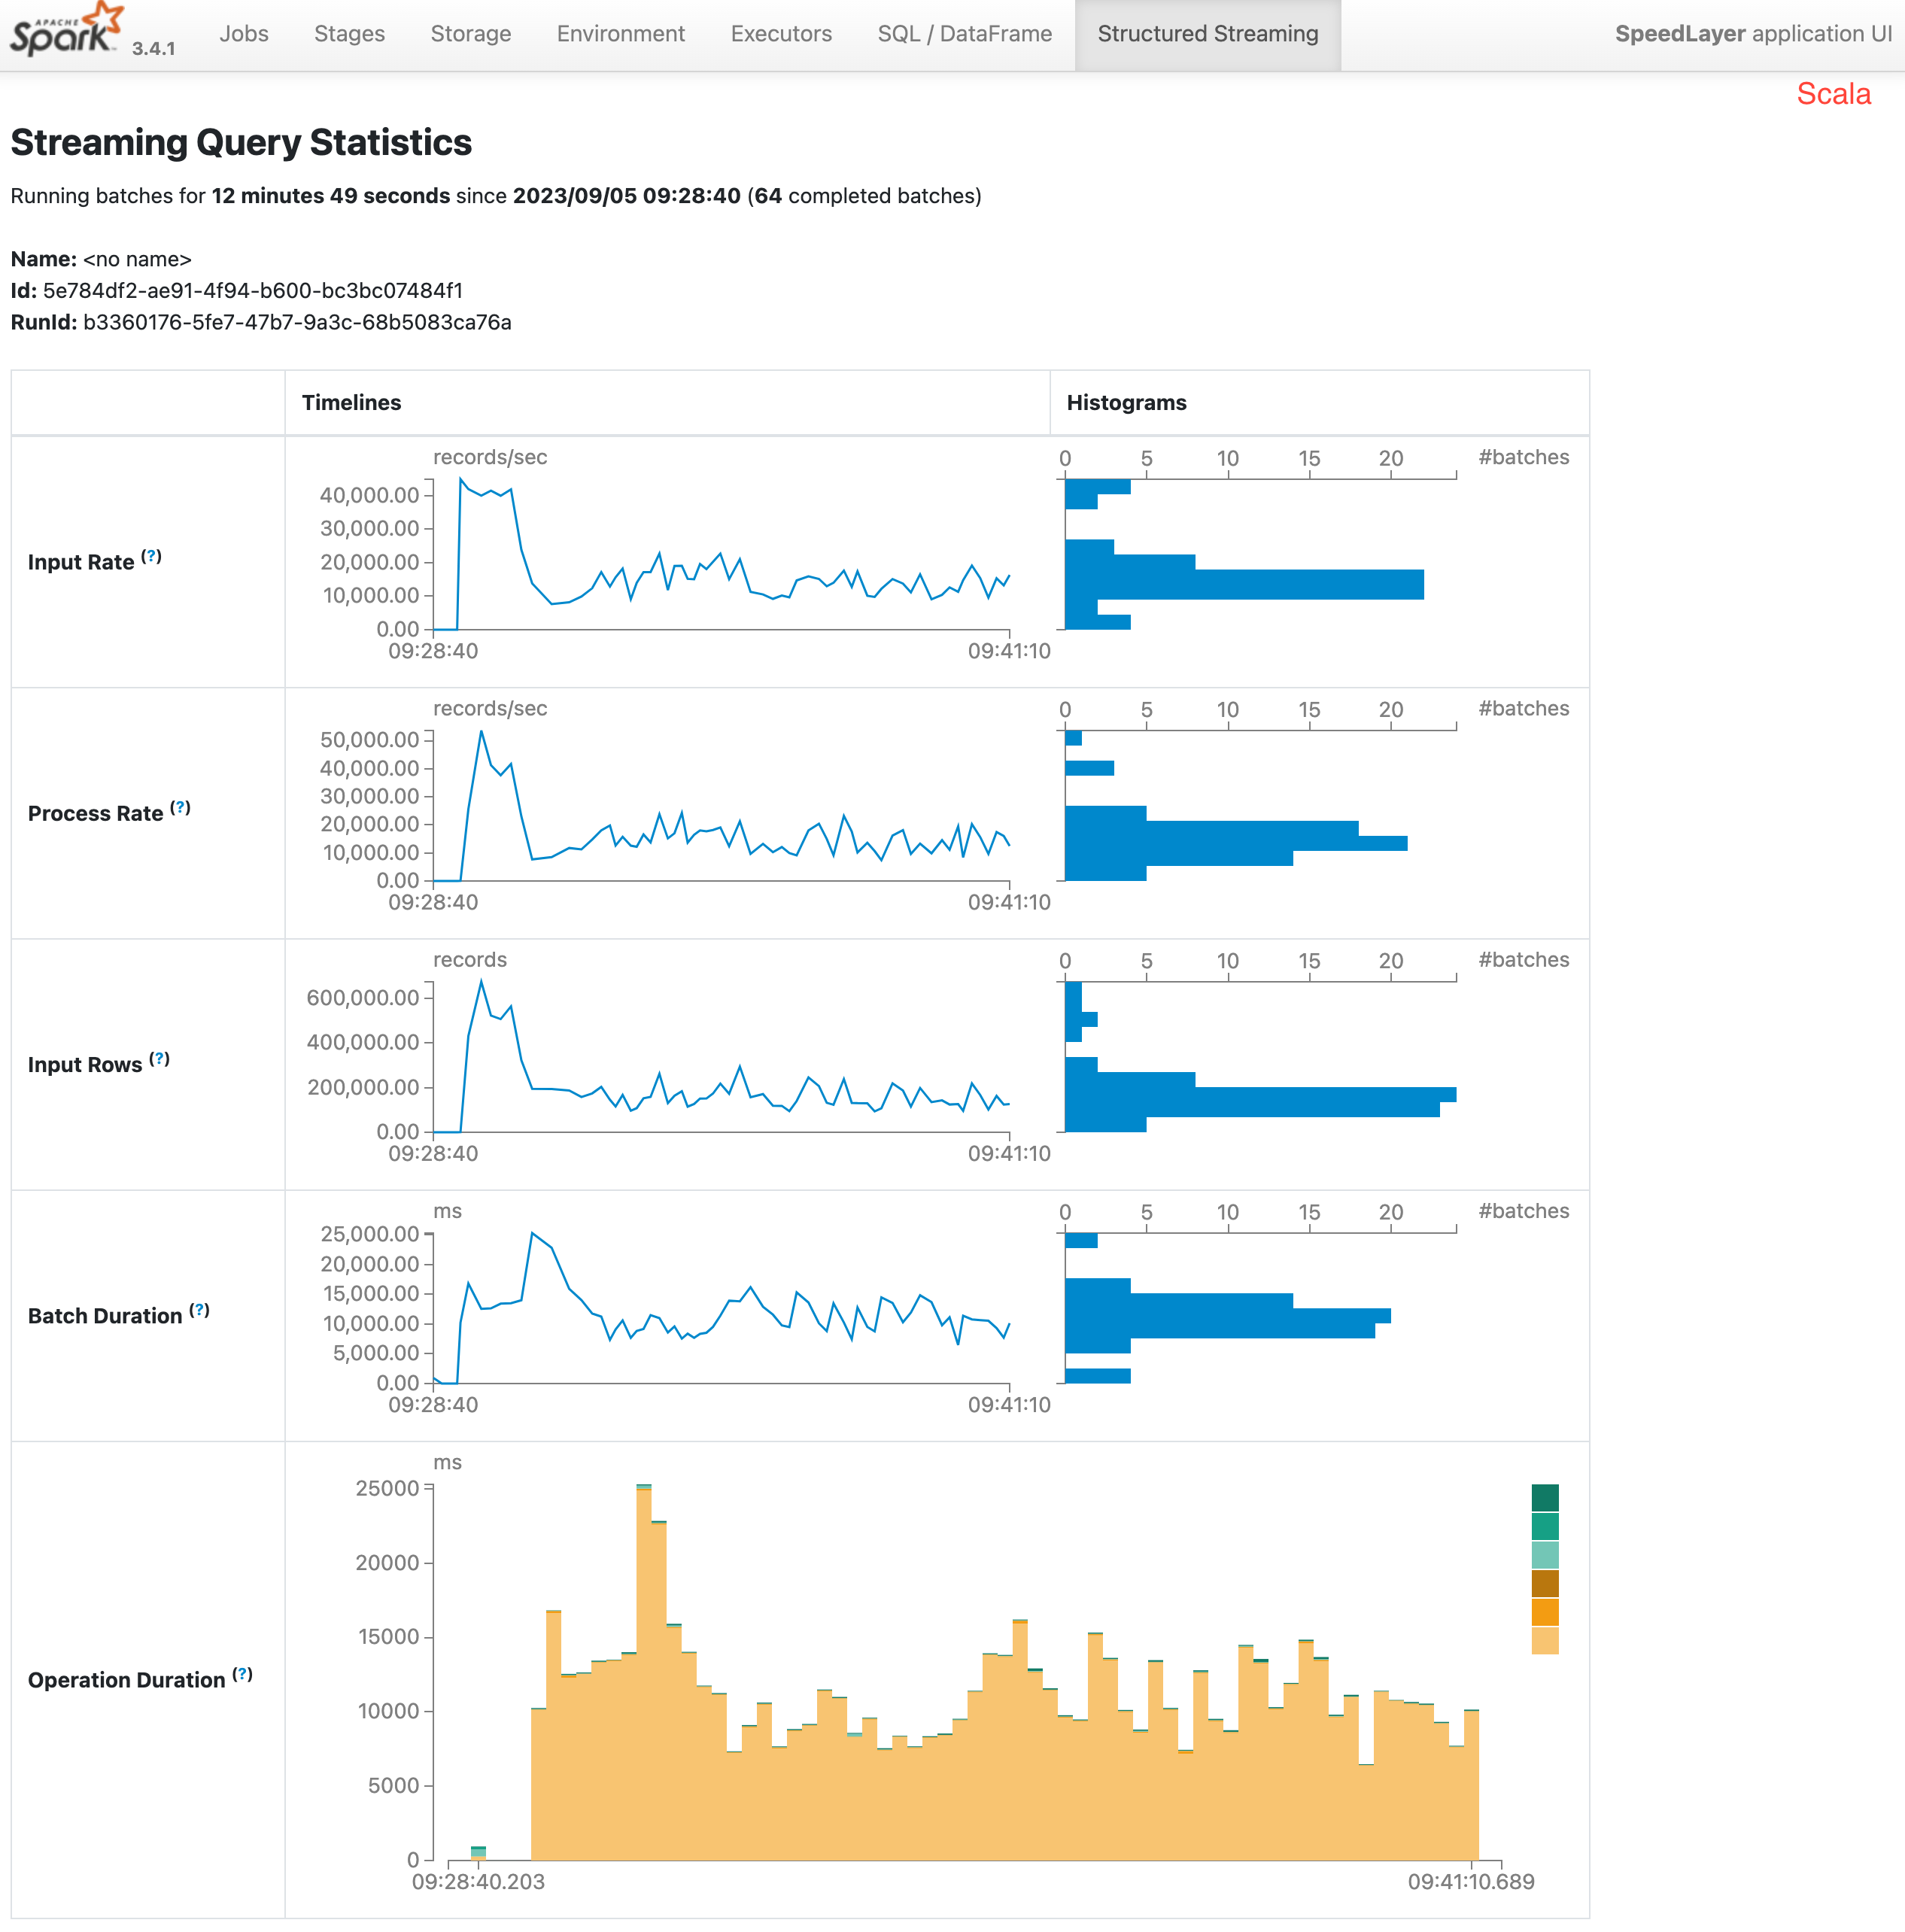 APACHE
Spark 3.4.1 Jobs Stages Storage Environment Executors SQL / DataFrame Structured Streaming SpeedLayer application UI
Scala
Streaming Query Statistics
Running batches for 12 minutes 49 seconds since 2023/09/05 09:28:40 (64 completed batches)
Name: <no name>
Id: 5e784df2-ae91-4f94-b600-bc3bc07484f1
RunId: b3360176-5fe7-47b7-9a3c-68b5083ca76a
Timelines Histograms
Input Rate (?)
records/sec
40,000.00
30,000.00
20,000.00
10,000.00
0.00
09:28:40 09:41:10
0 5 10 15 20 #batches
Process Rate (?)
records/sec
50,000.00
40,000.00
30,000.00
20,000.00
10,000.00
0.00
09:28:40 09:41:10
0 5 10 15 20 #batches
Input Rows (?)
records
600,000.00
400,000.00
200,000.00
0.00
09:28:40 09:41:10
0 5 10 15 20 #batches
Batch Duration (?)
ms
25,000.00
20,000.00
15,000.00
10,000.00
5,000.00
0.00
09:28:40 09:41:10
0 5 10 15 20 #batches
Operation Duration (?)
ms
25000
20000
15000
10000
5000
0
09:28:40.203 09:41:10.689